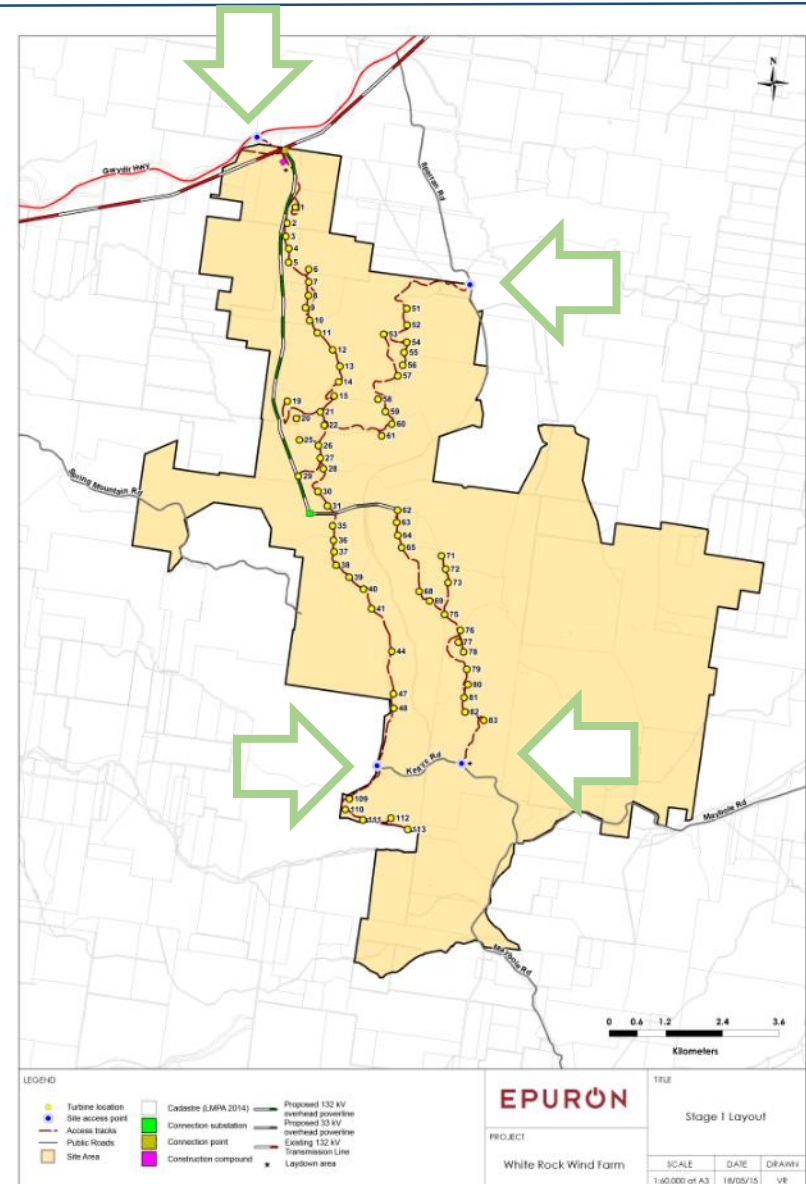 N
Gwydir HWY
Sparran Rd
1
2
3
4
5
6
7
8
9
10
11
12
13
14
15
19
20
21
22
25
26
27
28
29
30
31
35
36
37
38
39
40
41
44
47
48
51
52
53
54
55
56
57
58
59
60
61
62
63
64
65
68
69
71
72
73
75
76
77
78
79
80
81
82
83
109
110
111
112
113
Spring Mountain Rd
Kearys Rd
Maybole Rd
Maybole Rd
0 0.6 1.2 2.4 3.6
Kilometers
LEGEND
Turbine location
Site access point
Access tracks
Public Roads
Site Area
Cadastre (LMPA 2014)
Connection substation
Connection point
Construction compound
Proposed 132 kV
overhead powerline
Proposed 33 kV
overhead powerline
Existing 132 kV
Transmission Line
Laydown area
EPURON
PROJECT
White Rock Wind Farm
TITLE
Stage 1 Layout
SCALE DATE DRAWN
1:60,000 at A3 18/05/15 VR